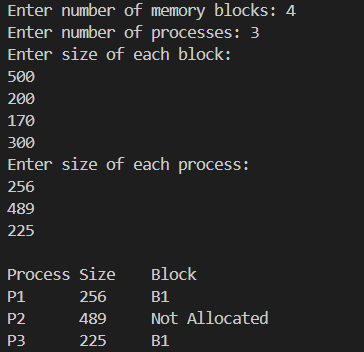 Enter number of memory blocks: 4
Enter number of processes: 3
Enter size of each block:
500
200
170
300
Enter size of each process:
256
489
225
Process Size    Block
P1      256     B1
P2      489     Not Allocated
P3      225     B1